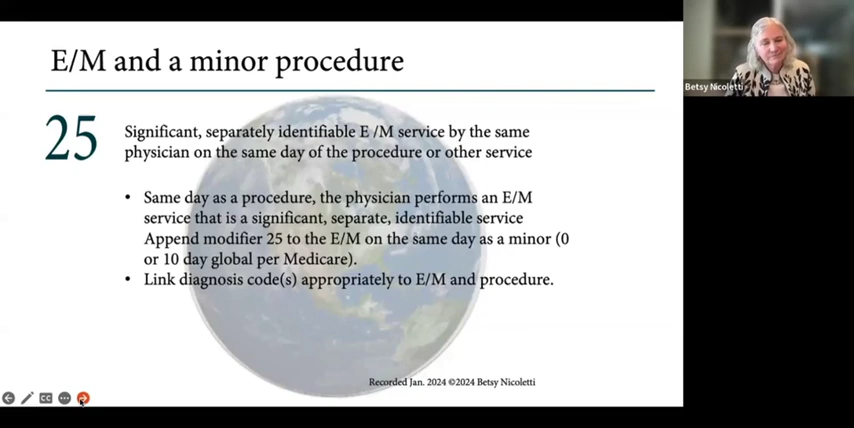 E/M and a minor procedure
25
Significant, separately identifiable E /M service by the same
physician on the same day of the procedure or other service
• Same day as a procedure, the physician performs an E/M
service that is a significant, separate, identifiable service
Append modifier 25 to the E/M on the same day as a minor (0
or 10 day global per Medicare).
• Link diagnosis code(s) appropriately to E/M and procedure.
Recorded Jan. 2024 ©2024 Betsy Nicoletti
CC
Betsy Nicoletti